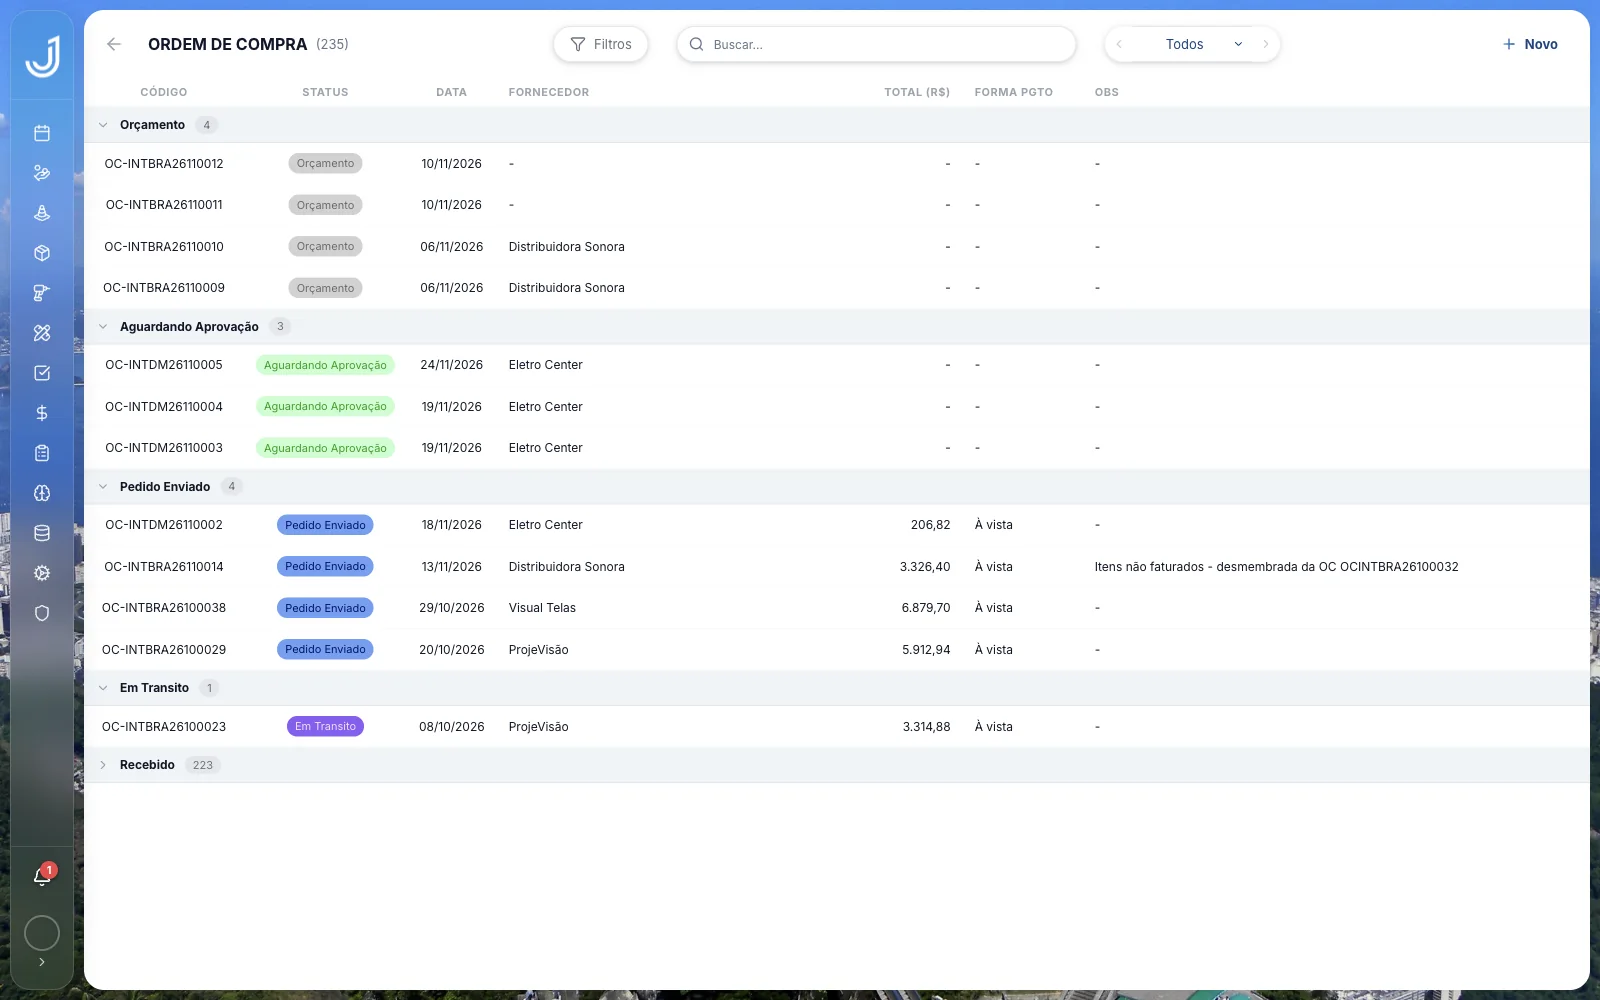 ORDEM DE COMPRA (235)
Filtros
Buscar...
Todos
Novo
CÓDIGO STATUS DATA FORNECEDOR TOTAL (R$) FORMA PGTO OBS
Orçamento 4
OC-INTBRA26110012 Orçamento 10/11/2026 - - - -
OC-INTBRA26110011 Orçamento 10/11/2026 - - - -
OC-INTBRA26110010 Orçamento 06/11/2026 Distribuidora Sonora - - -
OC-INTBRA26110009 Orçamento 06/11/2026 Distribuidora Sonora - - -
Aguardando Aprovação 3
OC-INTDM26110005 Aguardando Aprovação 24/11/2026 Eletro Center - - -
OC-INTDM26110004 Aguardando Aprovação 19/11/2026 Eletro Center - - -
OC-INTDM26110003 Aguardando Aprovação 19/11/2026 Eletro Center - - -
Pedido Enviado 4
OC-INTDM26110002 Pedido Enviado 18/11/2026 Eletro Center 206,82 À vista -
OC-INTBRA26110014 Pedido Enviado 13/11/2026 Distribuidora Sonora 3.326,40 À vista Itens não faturados - desmembrada da OC OCINTBRA26100032
OC-INTBRA26100038 Pedido Enviado 29/10/2026 Visual Telas 6.879,70 À vista -
OC-INTBRA26100029 Pedido Enviado 20/10/2026 ProjeVisão 5.912,94 À vista -
Em Transito 1
OC-INTBRA26100023 Em Transito 08/10/2026 ProjeVisão 3.314,88 À vista -
Recebido 223
1